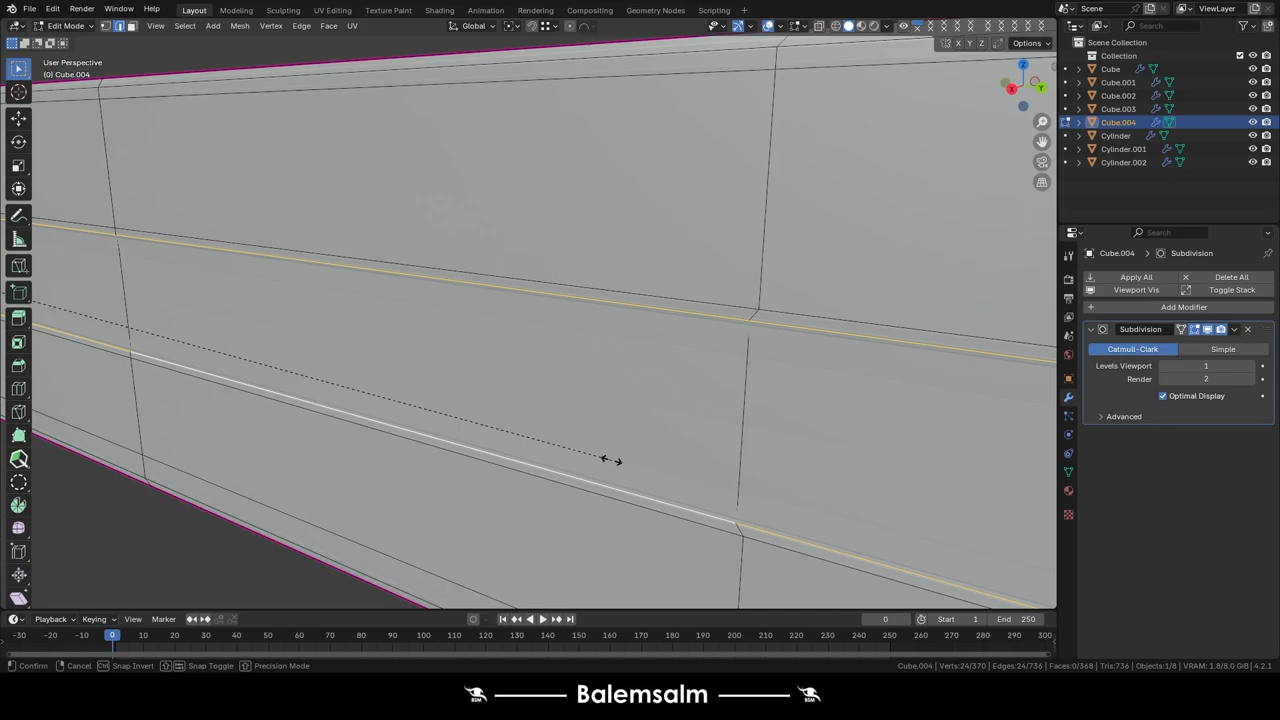 File Edit Render Window Help
Layout Modeling Sculpting UV Editing Texture Paint Shading Animation Rendering Compositing Geometry Nodes Scripting +
Scene
ViewLayer
Edit Mode View Select Add Mesh Vertex Edge Face UV
Global
Search
X Y Z
Options
User Perspective
(0) Cube.004
Z
X
Y
Scene Collection
Collection
Cube
Cube.001
Cube.002
Cube.003
Cube.004
Cylinder
Cylinder.001
Cylinder.002
Search
Cube.004 > Subdivision
Apply All Delete All
Viewport Vis Toggle Stack
Add Modifier
Subdivision
Catmull-Clark Simple
Levels Viewport 1
Render 2
Optimal Display
Advanced
Playback Keying View Marker
0 Start 1 End 250
-30 -20 -10 0 10 20 30 40 50 60 70 80 90 100 110 120 130 140 150 160 170 180 190 200 210 220 230 240 250 260 270 280 290 300
Confirm Cancel Ctrl Snap Invert Snap Toggle Precision Mode
Cube.004 | Verts:24/370 | Edges:24/736 | Faces:0/368 | Tris:736 | Objects:1/8 | VRAM: 1.8/8.0 GiB | 4.2.1
BSM Balemsalm BSM